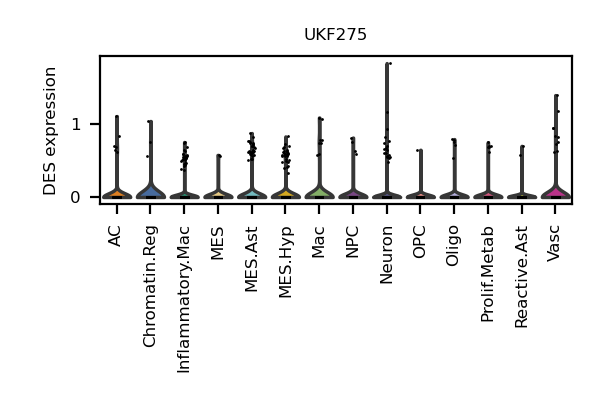 UKF275
DES expression
1
0
AC
Chromatin.Reg
Inflammatory.Mac
MES
MES.Ast
MES.Hyp
Mac
NPC
Neuron
OPC
Oligo
Prolif.Metab
Reactive.Ast
Vasc